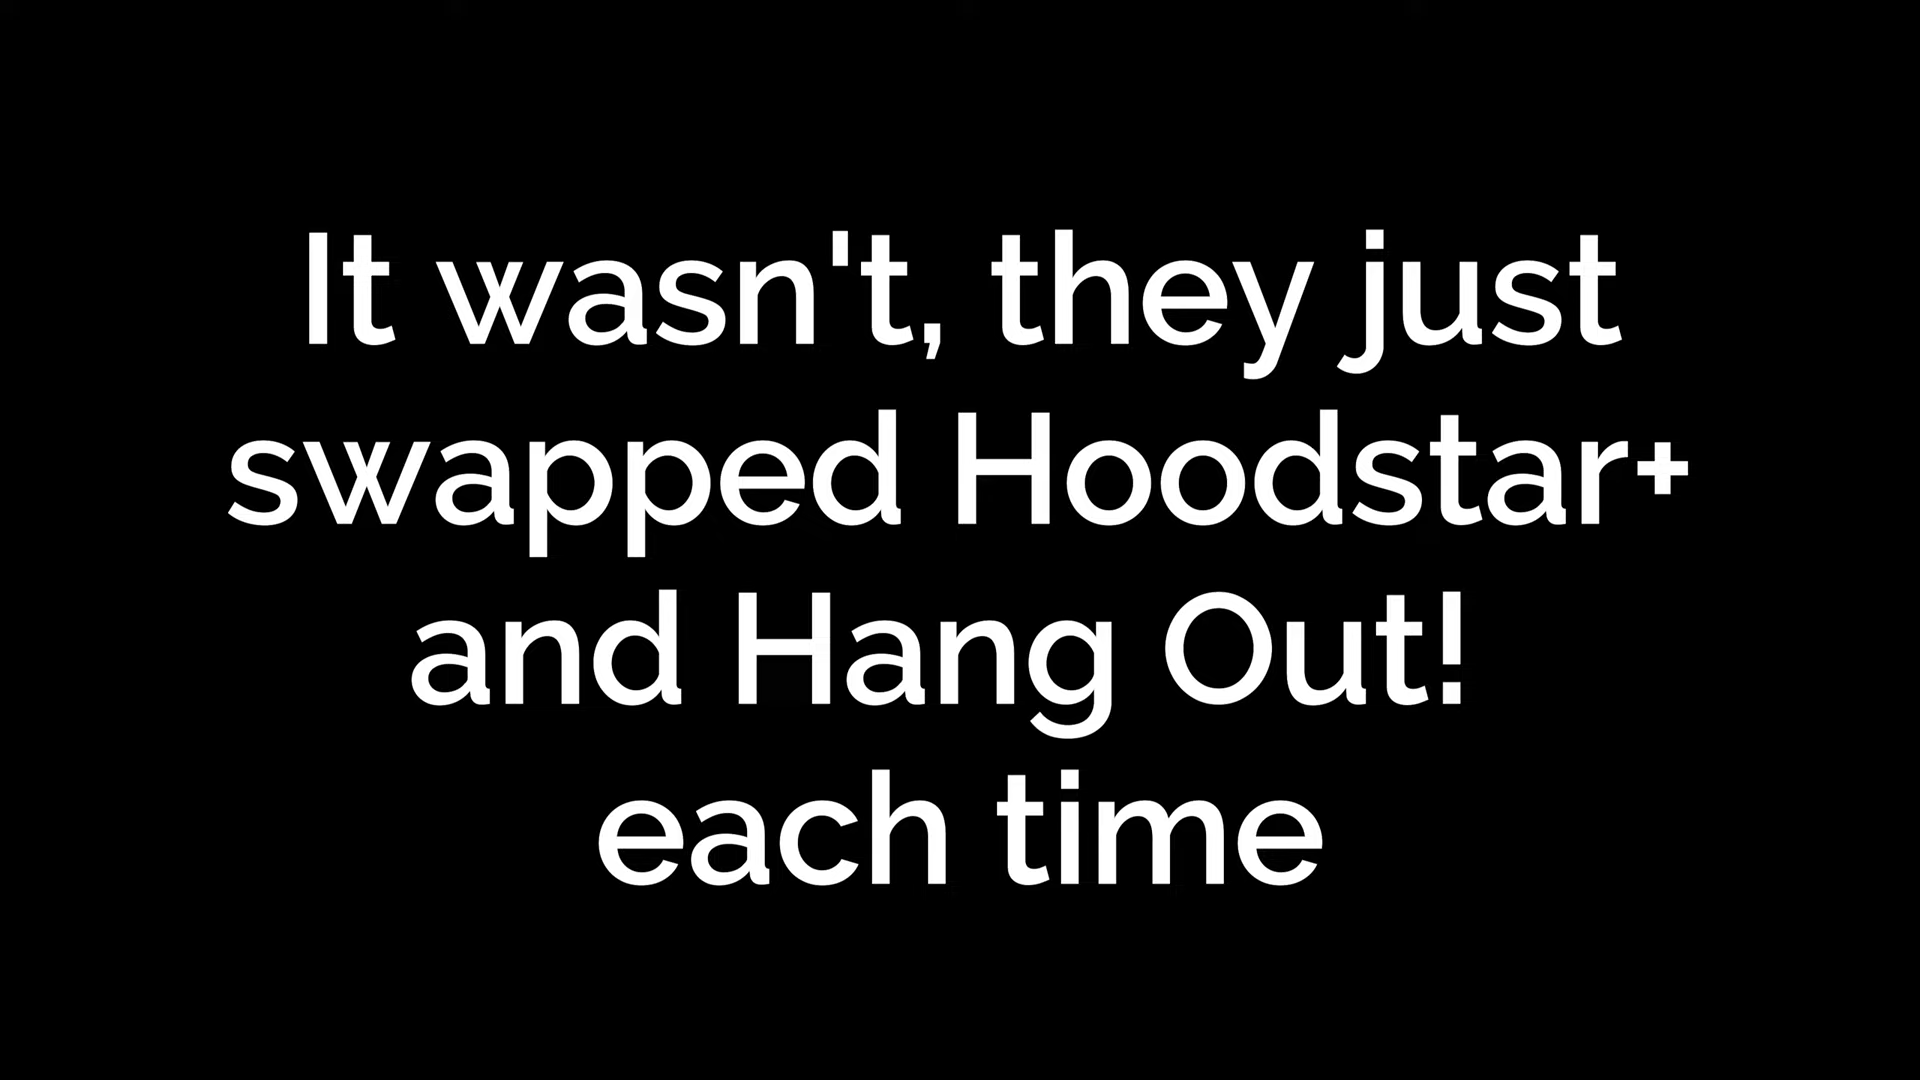 It wasn't, they just
swapped Hoodstar+
and Hang Out!
each time